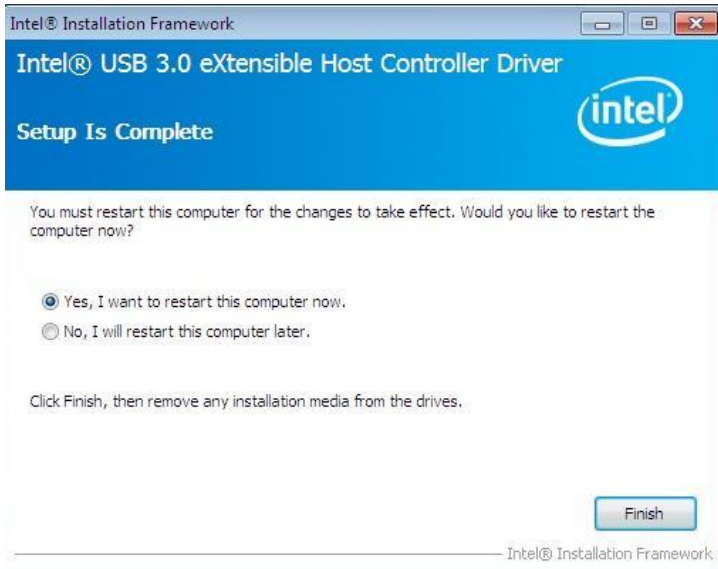 Intel® Installation Framework
Intel® USB 3.0 eXtensible Host Controller Driver
intel
Setup Is Complete
You must restart this computer for the changes to take effect. Would you like to restart the
computer now?
Yes, I want to restart this computer now.
No, I will restart this computer later.
Click Finish, then remove any installation media from the drives.
Finish
Intel® Installation Framework